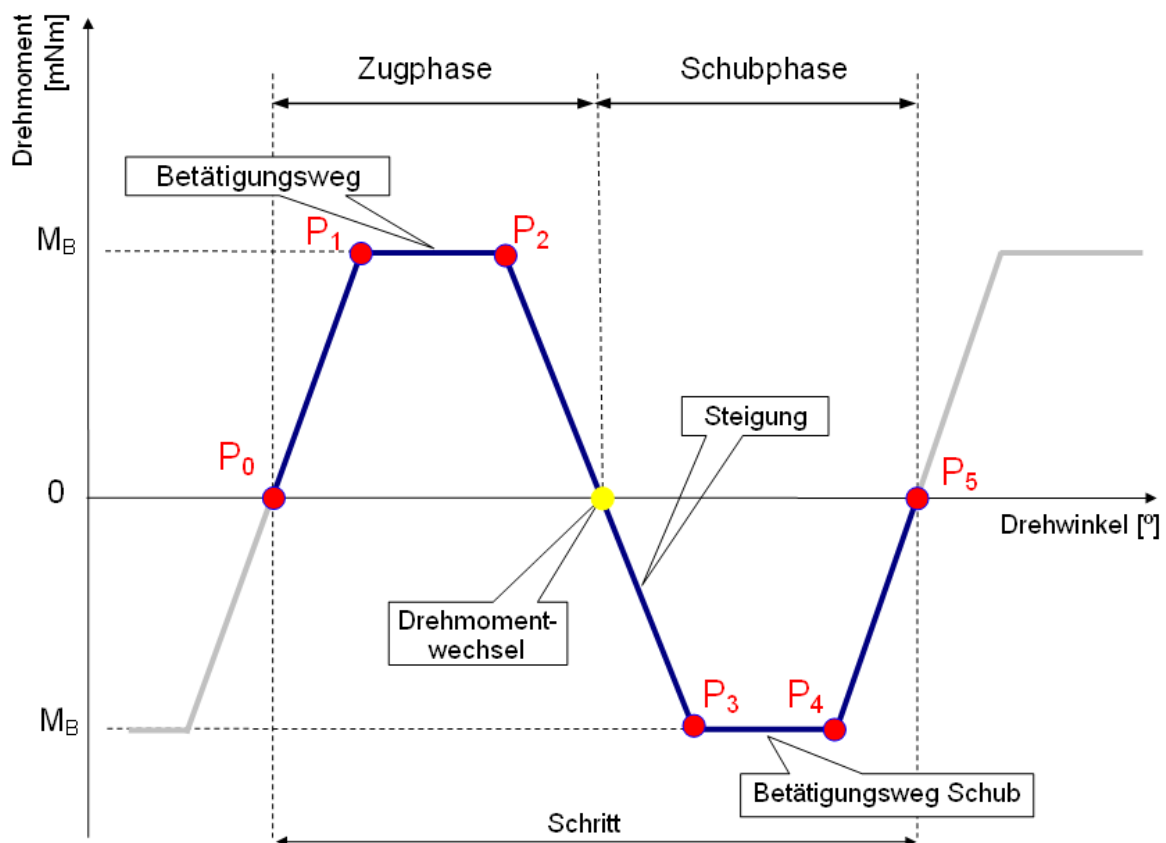 Drehmoment
[mNm]
Zugphase
Schubphase
Betätigungsweg
P1
P2
MB
Steigung
P0
0
P5
Drehwinkel [º]
Drehmoment-
wechsel
P3
P4
MB
Betätigungsweg Schub
Schritt